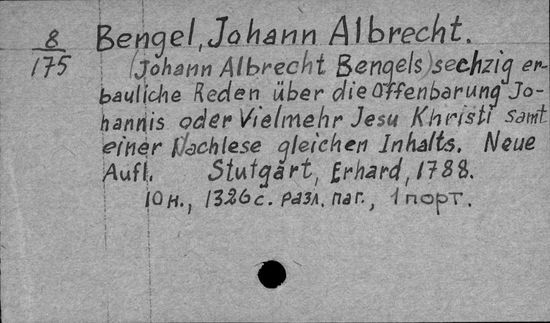 8 Bengel, Johann Albrecht.
175 (Johann Albrecht Bengels) sechzig er-
bauliche Reden über die Offenbarung Jo-
hannis oder Vielmehr Jesu Khristi samt
einer Nachlese gleichen Inhalts. Neue
Aufl. Stutgart, Erhard, 1788.
10 н., 1326 с. разл. паг., 1 порт.